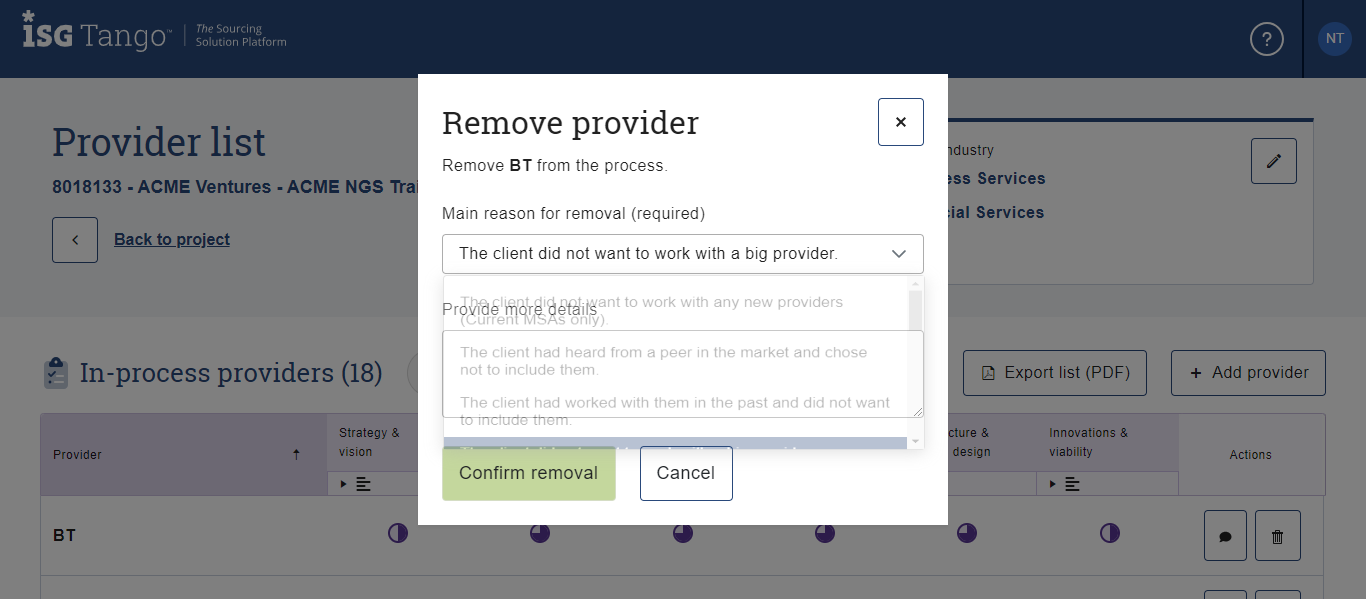 iSG Tango™
The Sourcing
Solution Platform
?
NT
Provider list
8018133 - ACME Ventures - ACME NGS Trai
Back to project
ndustry
ess Services
ial Services
Remove provider
Remove BT from the process.
Main reason for removal (required)
The client did not want to work with a big provider.
Provide more details
The client did not want to work with any new providers
(Current MSAs only).
The client had heard from a peer in the market and chose
not to include them.
The client had worked with them in the past and did not want
to include them.
Confirm removal
Cancel
In-process providers (18)
Export list (PDF)
+ Add provider
Provider
Strategy &
vision
cture &
design
Innovations &
viability
Actions
BT